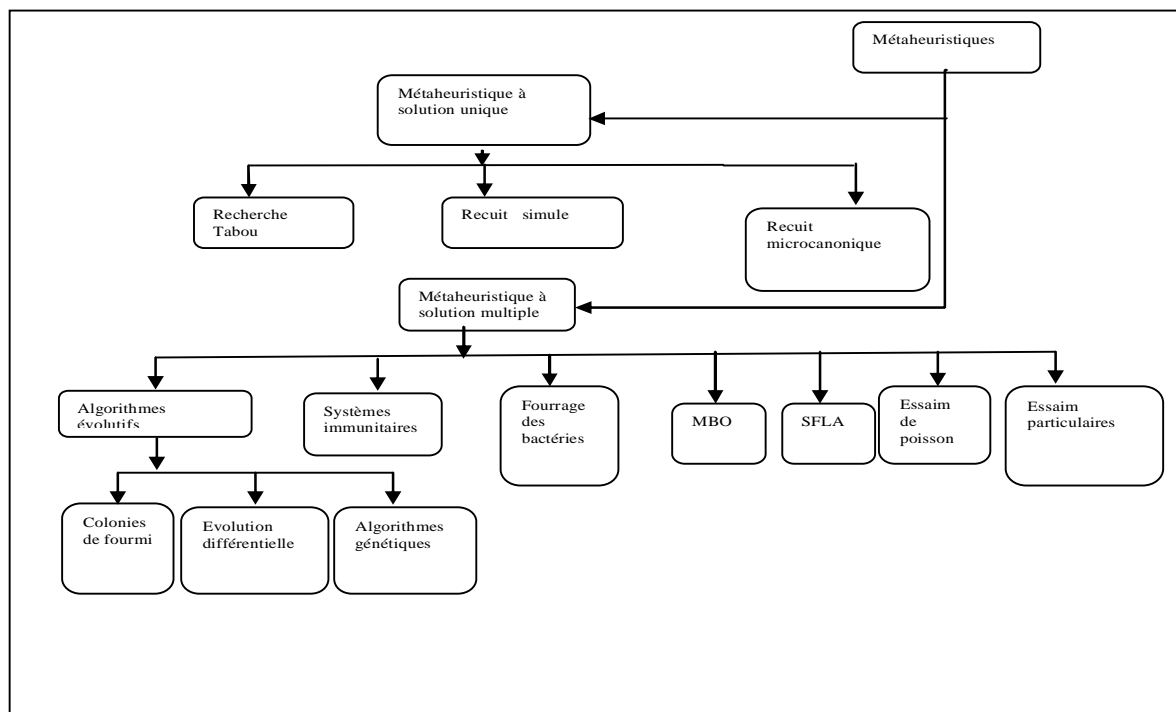 Métaheuristiques
Métaheuristique à
solution unique
Recherche
Tabou
Recuit simule
Recuit
microcanonique
Métaheuristique à
solution multiple
Algorithmes
évolutifs
Systèmes
immunitaires
Fourrage
des
bactéries
MBO
SFLA
Essaim
de
poisson
Essaim
particulaires
Colonies
de fourmi
Evolution
différentielle
Algorithmes
génétiques